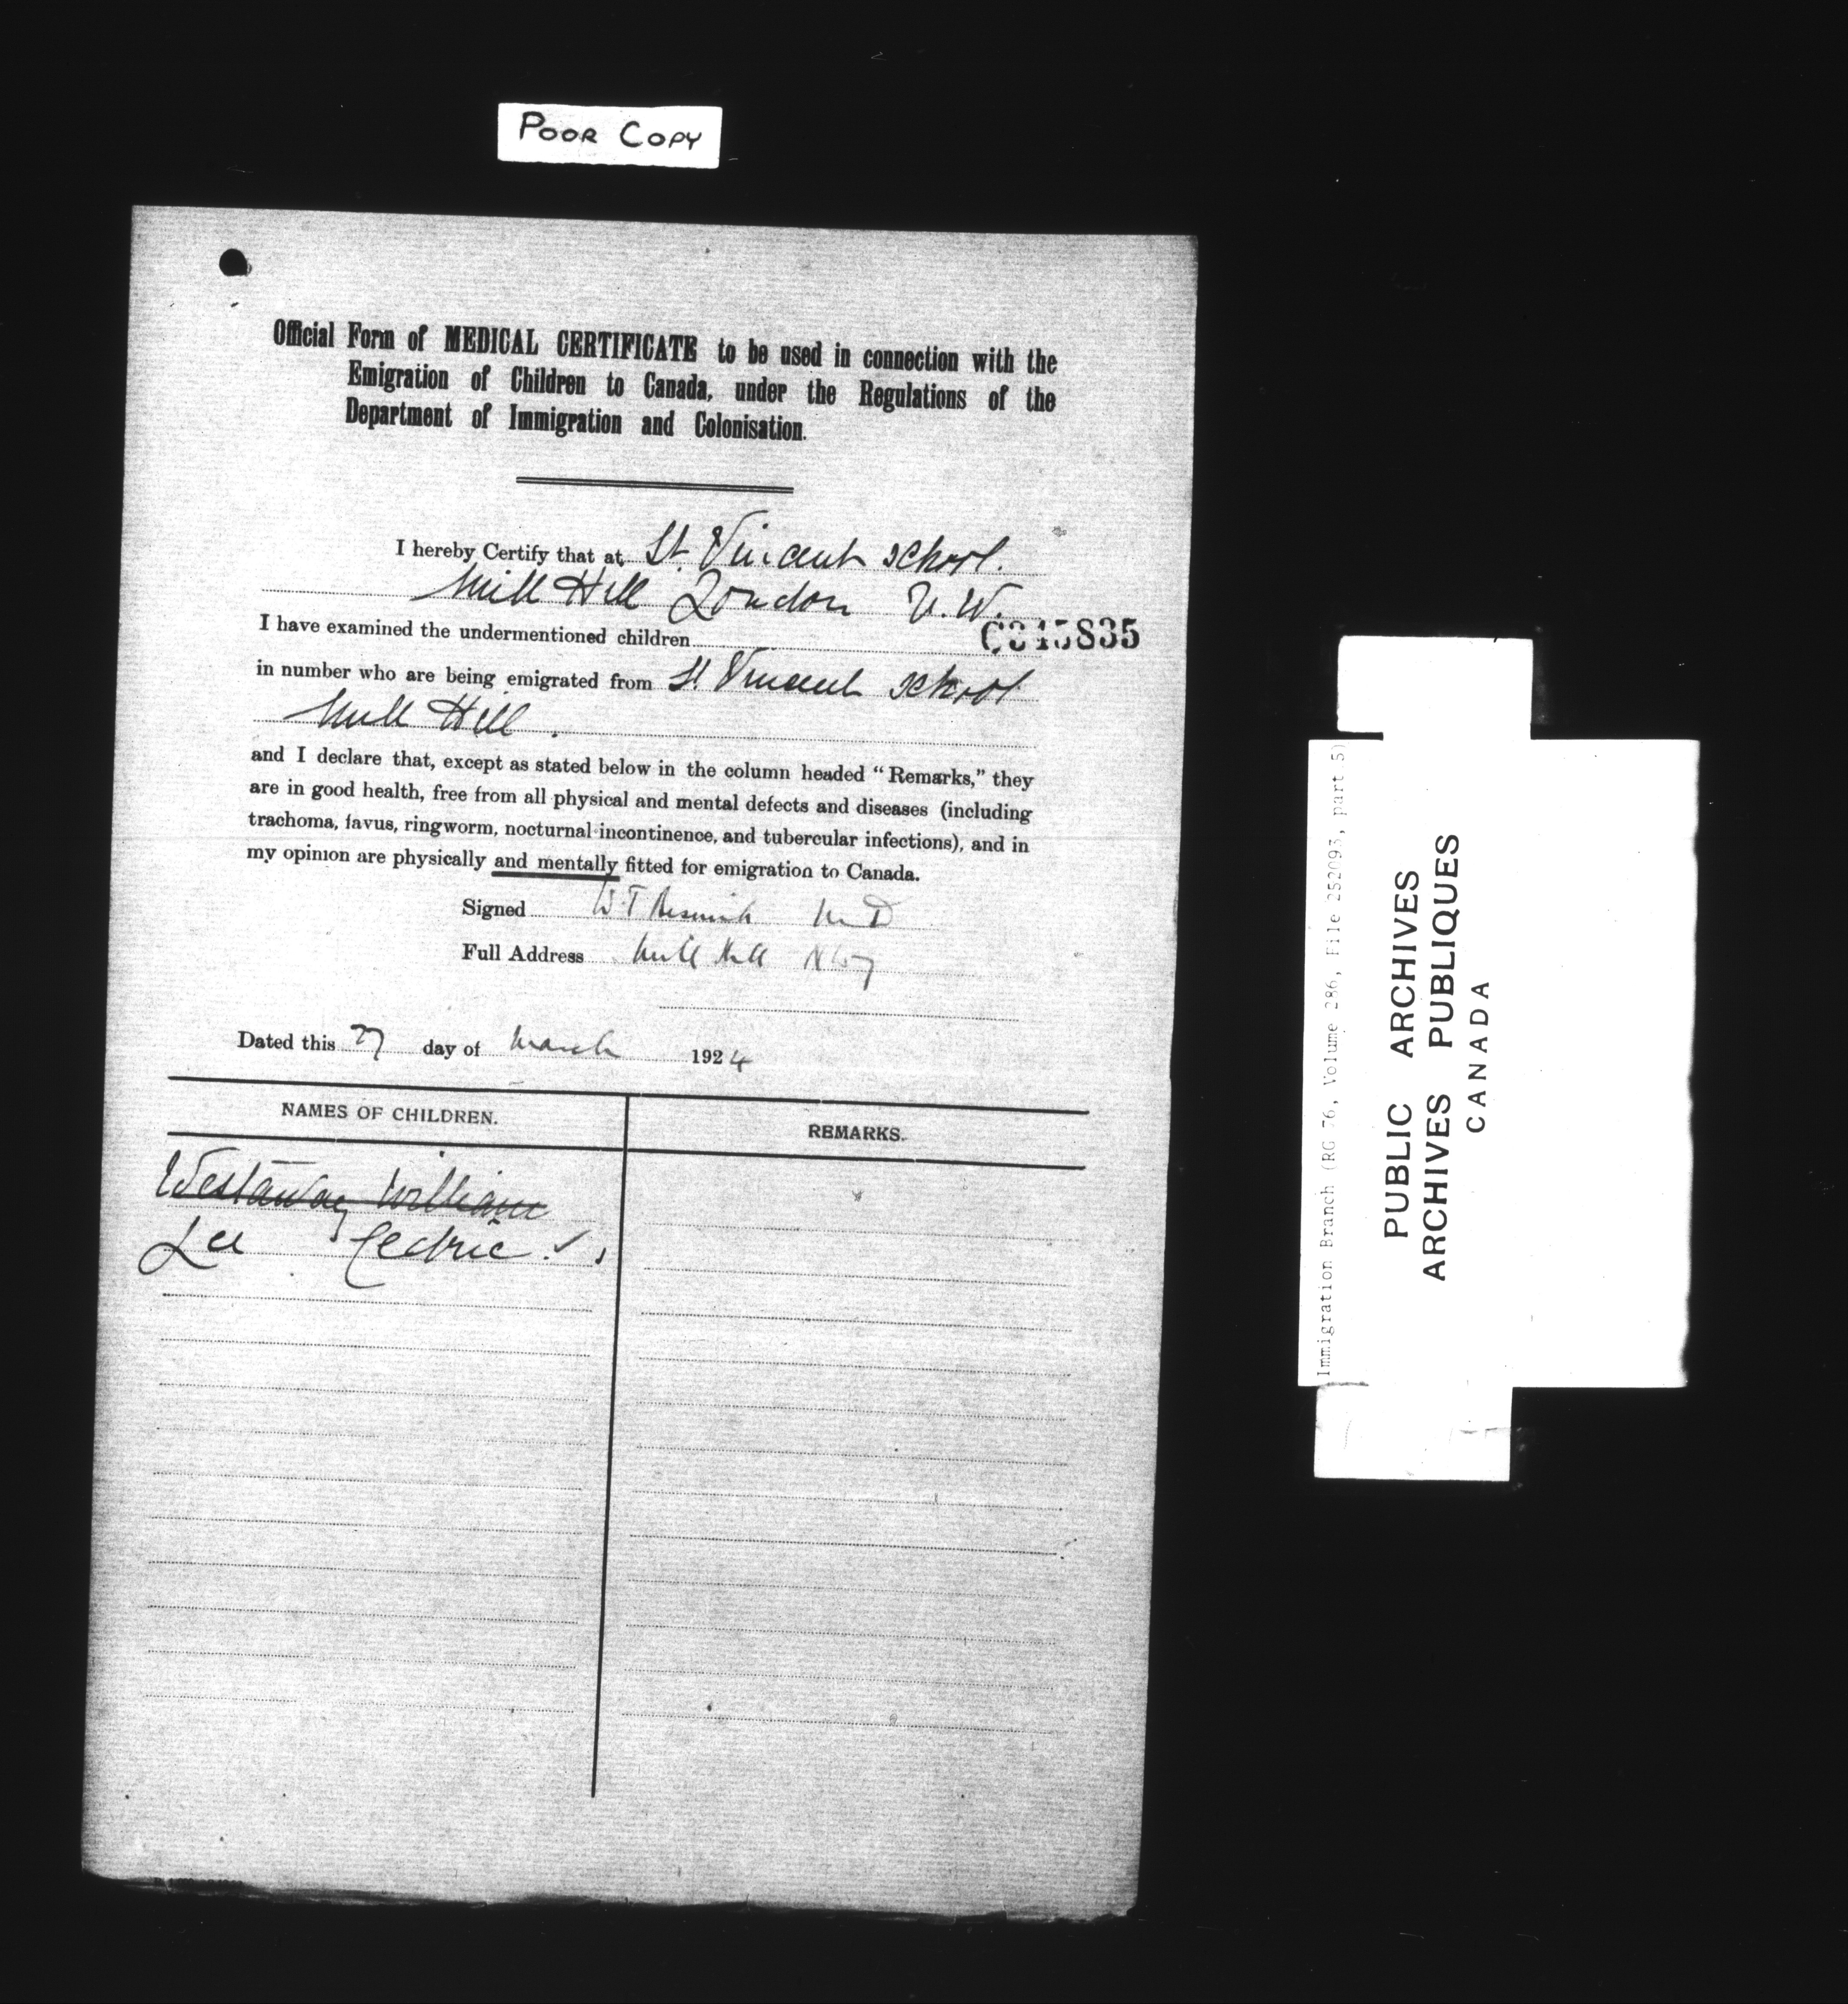 POOR COPY
Official Form of MEDICAL CERTIFICATE to be used in connection with the
Emigration of Children to Canada, under the Regulations of the
Department of Immigration and Colonisation.
I hereby Certify that at St. Vincent School.
Mill Hill London N.W.
I have examined the undermentioned children
in number who are being emigrated from St Vincent School
Mill Hill.
and I declare that, except as stated below in the column headed "Remarks," they
are in good health, free from all physical and mental defects and diseases (including
trachoma, favus, ringworm, nocturnal incontinence, and tubercular infections), and in
my opinion are physically and mentally fitted for emigration to Canada.
Signed W T M D
Full Address Mill Hill NW7
Dated this 27 day of March 1924
NAMES OF CHILDREN. REMARKS.
Westaway William
Lee Cedric.
Immigration Branch (RG 76, Volume 286, File 252093, part 5)
PUBLIC ARCHIVES
ARCHIVES PUBLIQUES
CANADA